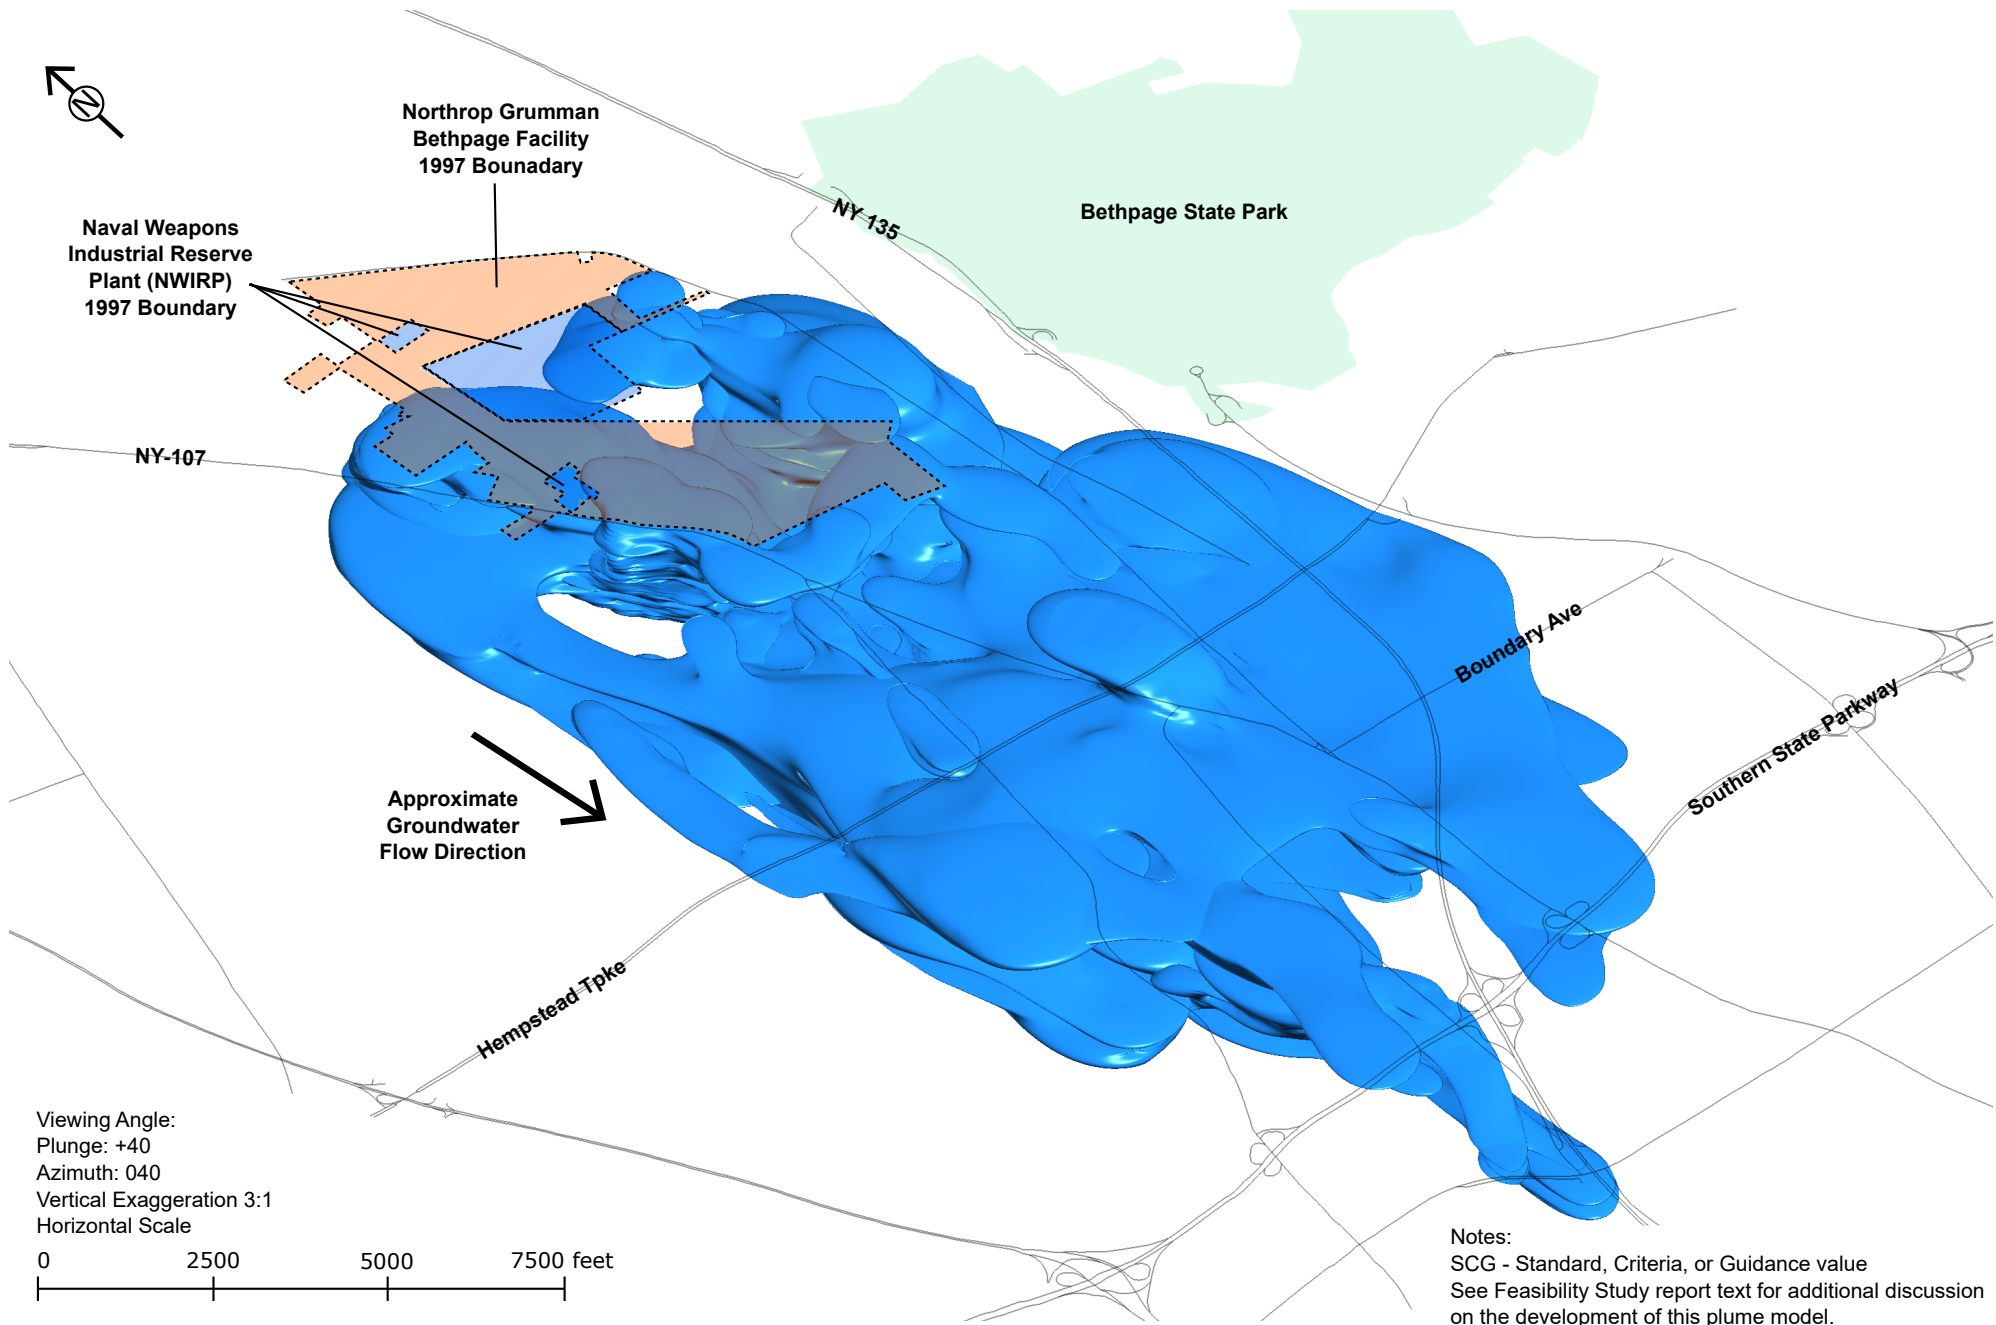 N
Northrop Grumman
Bethpage Facility
1997 Bounadary
Naval Weapons
Industrial Reserve
Plant (NWIRP)
1997 Boundary
NY 135
Bethpage State Park
NY-107
Boundary Ave
Southern State Parkway
Approximate
Groundwater
Flow Direction
Hempstead Tpke
Viewing Angle:
Plunge: +40
Azimuth: 040
Vertical Exaggeration 3:1
Horizontal Scale
0 2500 5000 7500 feet
Notes:
SCG - Standard, Criteria, or Guidance value
See Feasibility Study report text for additional discussion
on the development of this plume model.